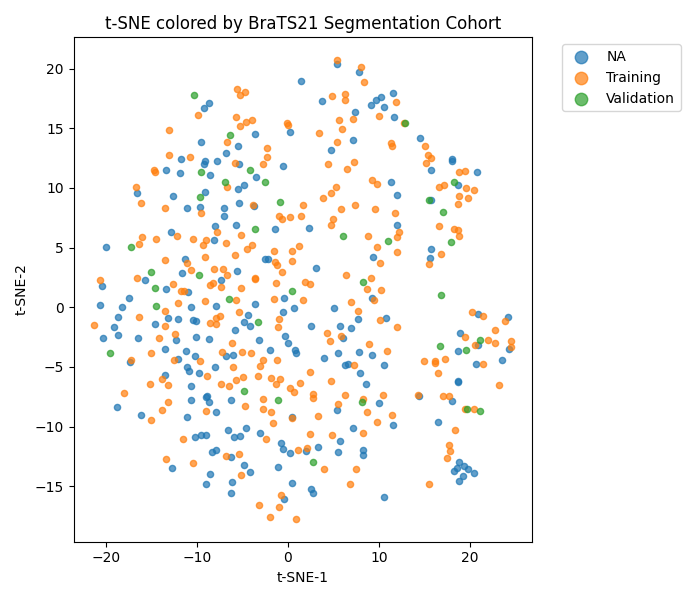 t-SNE colored by BraTS21 Segmentation Cohort
NA
Training
Validation
20
15
10
5
0
−5
−10
−15
t-SNE-2
−20
−10
0
10
20
t-SNE-1